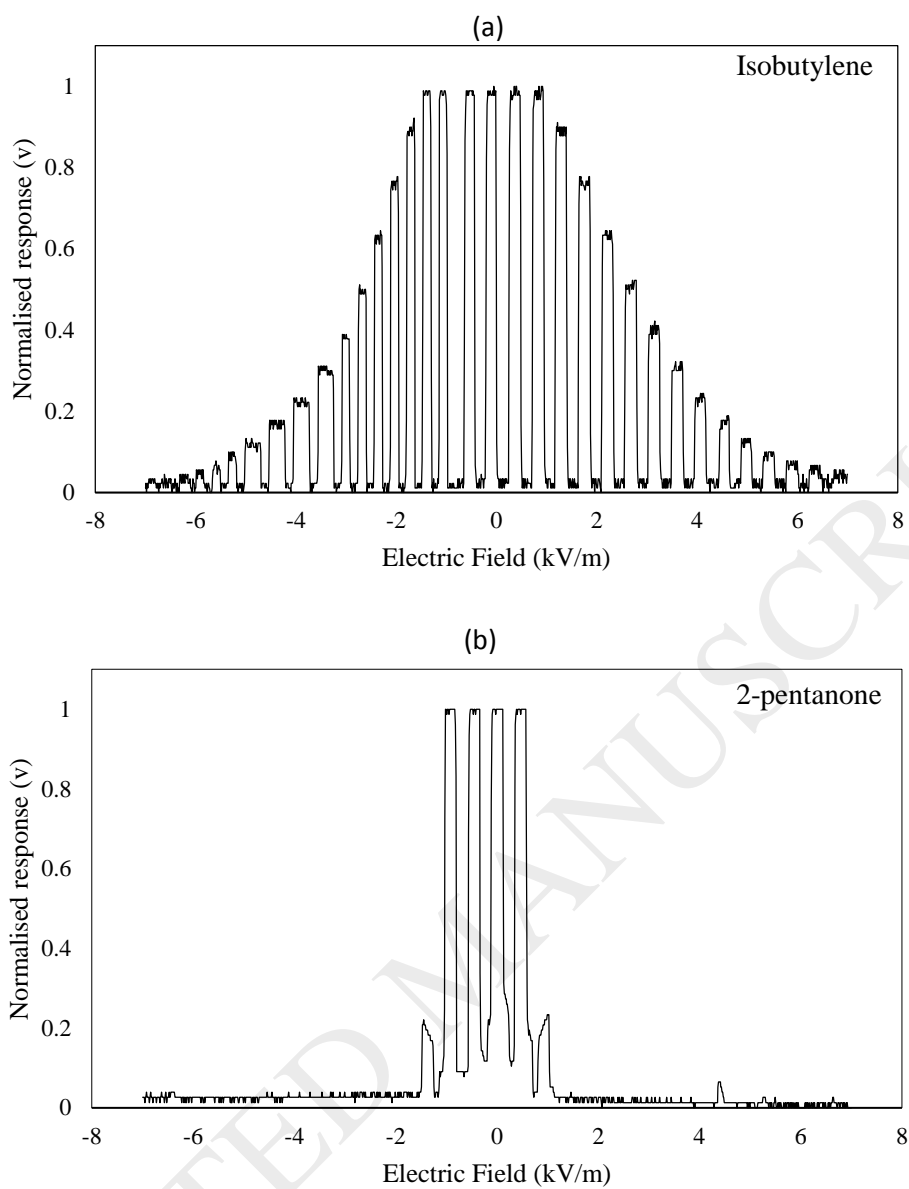 (a)
Isobutylene
Normalised response (v)
1
0.8
0.6
0.4
0.2
0
-8 -6 -4 -2 0 2 4 6 8
Electric Field (kV/m)
(b)
2-pentanone
Normalised response (v)
1
0.8
0.6
0.4
0.2
0
-8 -6 -4 -2 0 2 4 6 8
Electric Field (kV/m)
TED MANUSCRI